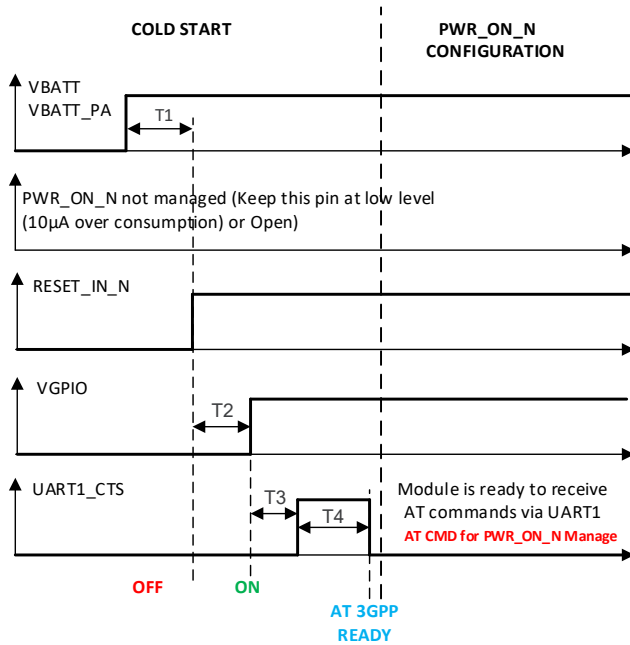 COLD START
PWR_ON_N
CONFIGURATION
VBATT
VBATT_PA
T1
PWR_ON_N not managed (Keep this pin at low level
(10µA over consumption) or Open)
RESET_IN_N
VGPIO
T2
UART1_CTS
T3
T4
Module is ready to receive
AT commands via UART1
AT CMD for PWR_ON_N Manage
OFF
ON
AT 3GPP
READY